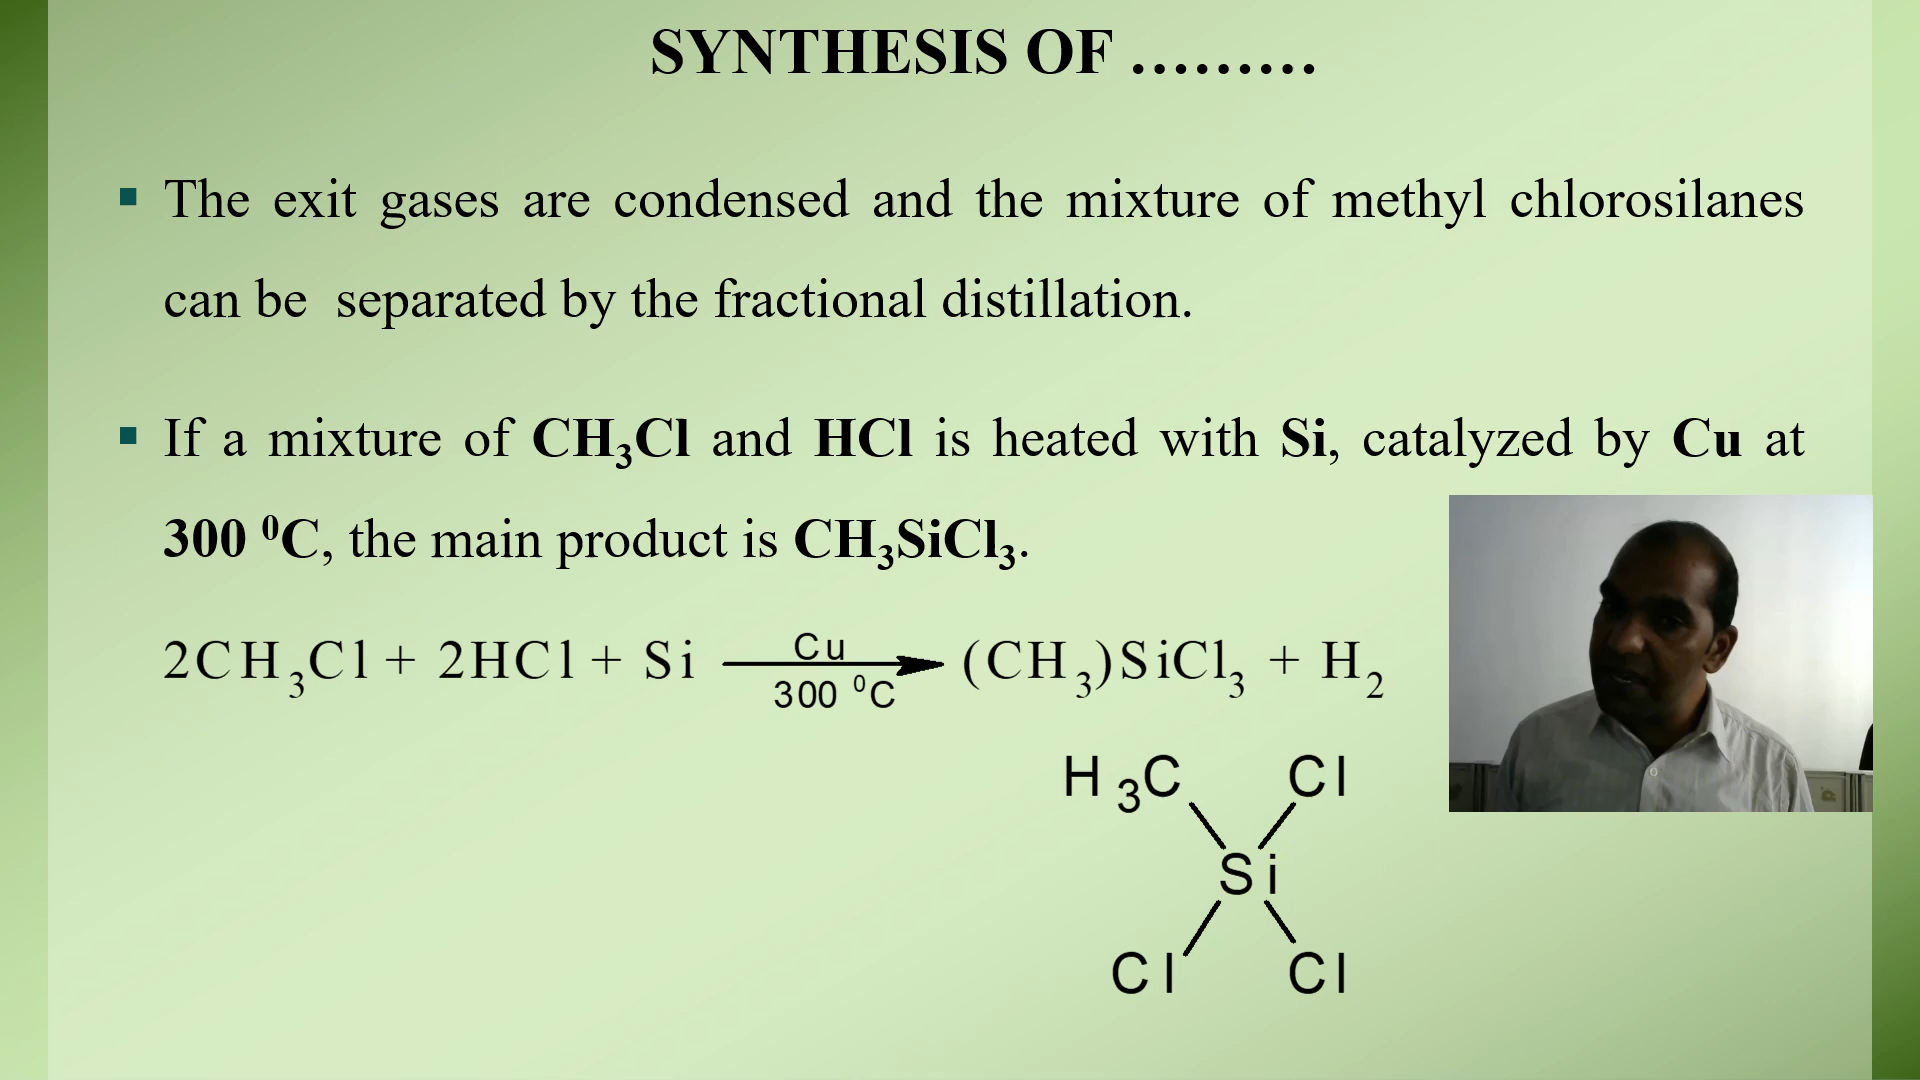 SYNTHESIS OF ………
▪ The exit gases are condensed and the mixture of methyl chlorosilanes
can be separated by the fractional distillation.
▪ If a mixture of CH₃Cl and HCl is heated with Si, catalyzed by Cu at
300 ⁰C, the main product is CH₃SiCl₃.
Cu
2CH₃Cl + 2HCl + Si ⟶ (CH₃)SiCl₃ + H₂
300 ⁰C
H₃C Cl
Si
Cl Cl